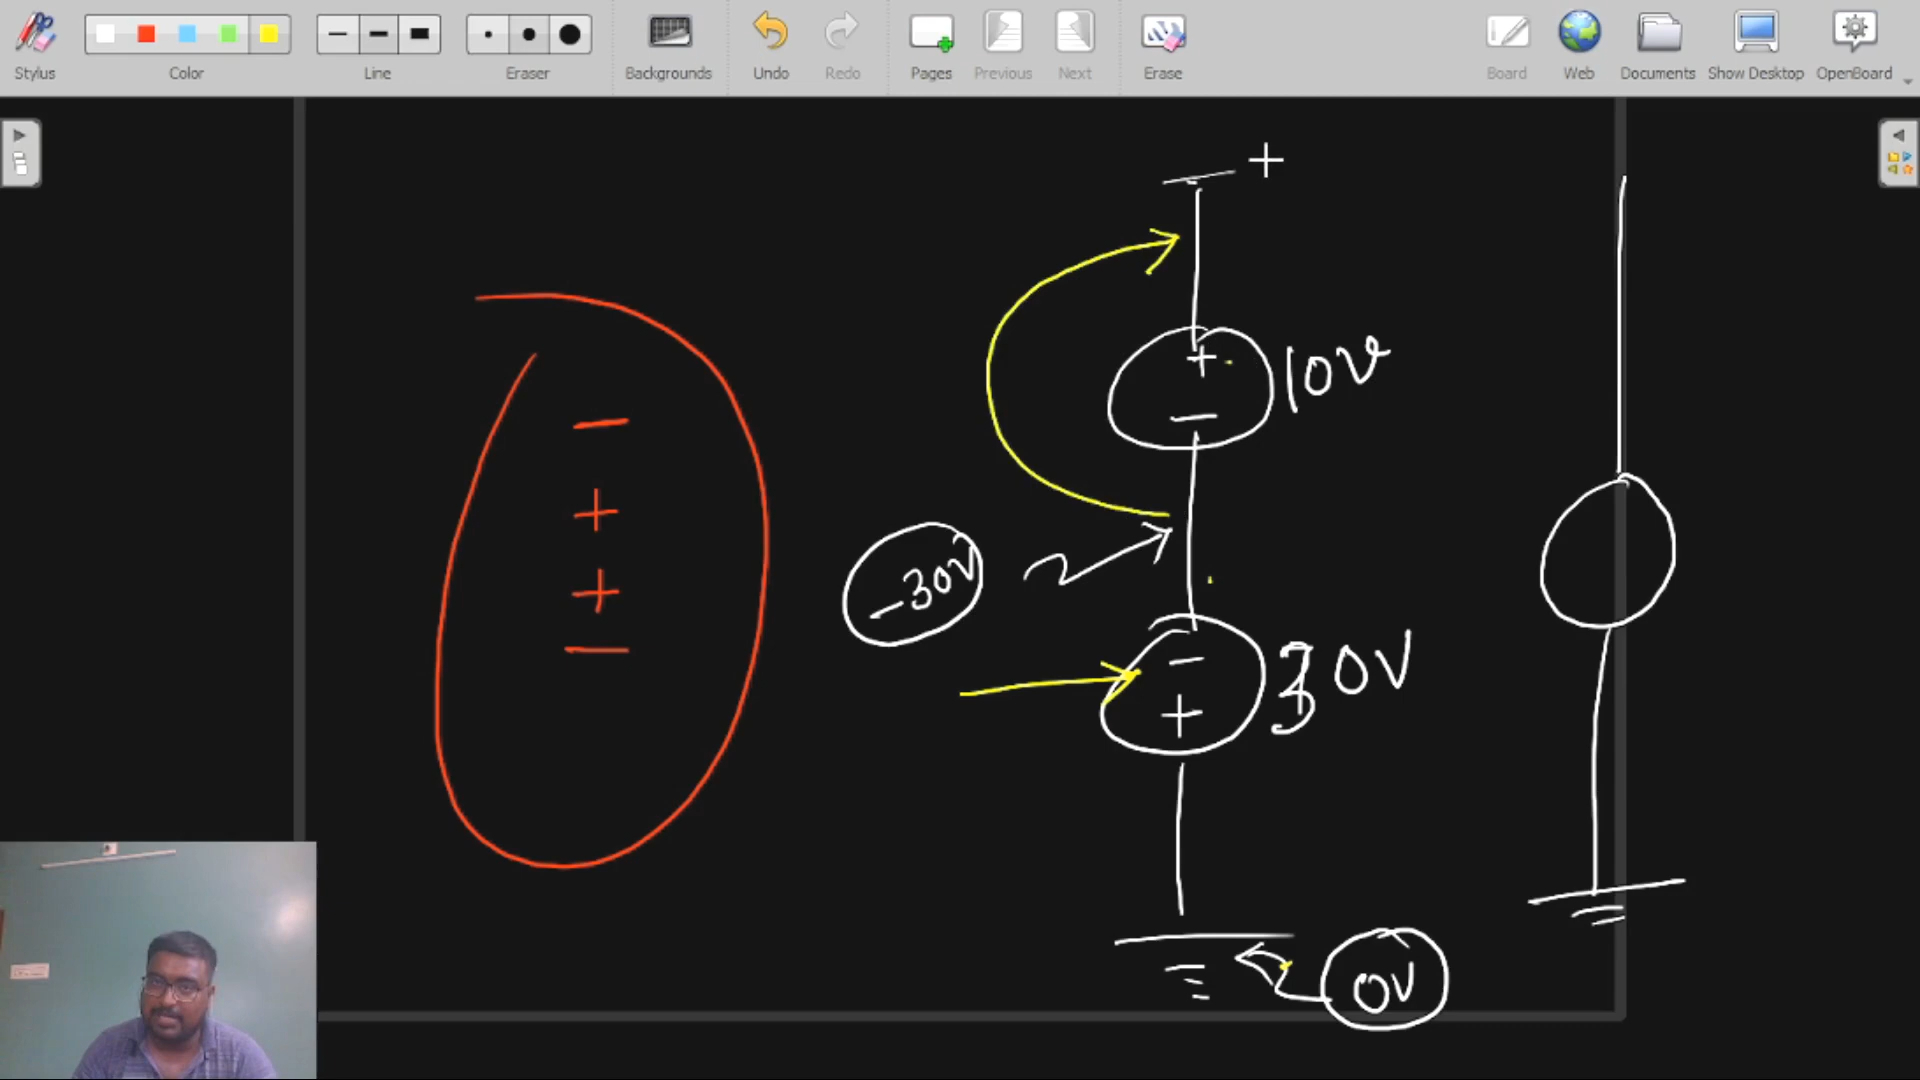 Stylus
Color
Line
Eraser
Backgrounds
Undo
Redo
Pages
Previous
Next
Erase
Board
Web
Documents
Show Desktop
OpenBoard
+
+
10V
−
−
+
+
−
−30V
−
+
30V
0V